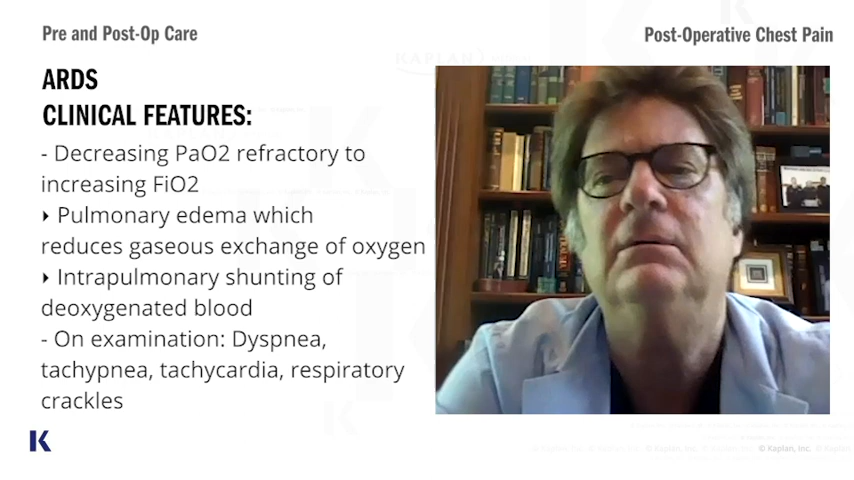 Pre and Post-Op Care
Post-Operative Chest Pain
ARDS
CLINICAL FEATURES:
- Decreasing PaO2 refractory to
increasing FiO2
‣ Pulmonary edema which
reduces gaseous exchange of oxygen
‣ Intrapulmonary shunting of
deoxygenated blood
- On examination: Dyspnea,
tachypnea, tachycardia, respiratory
crackles
K
© Kaplan, Inc.